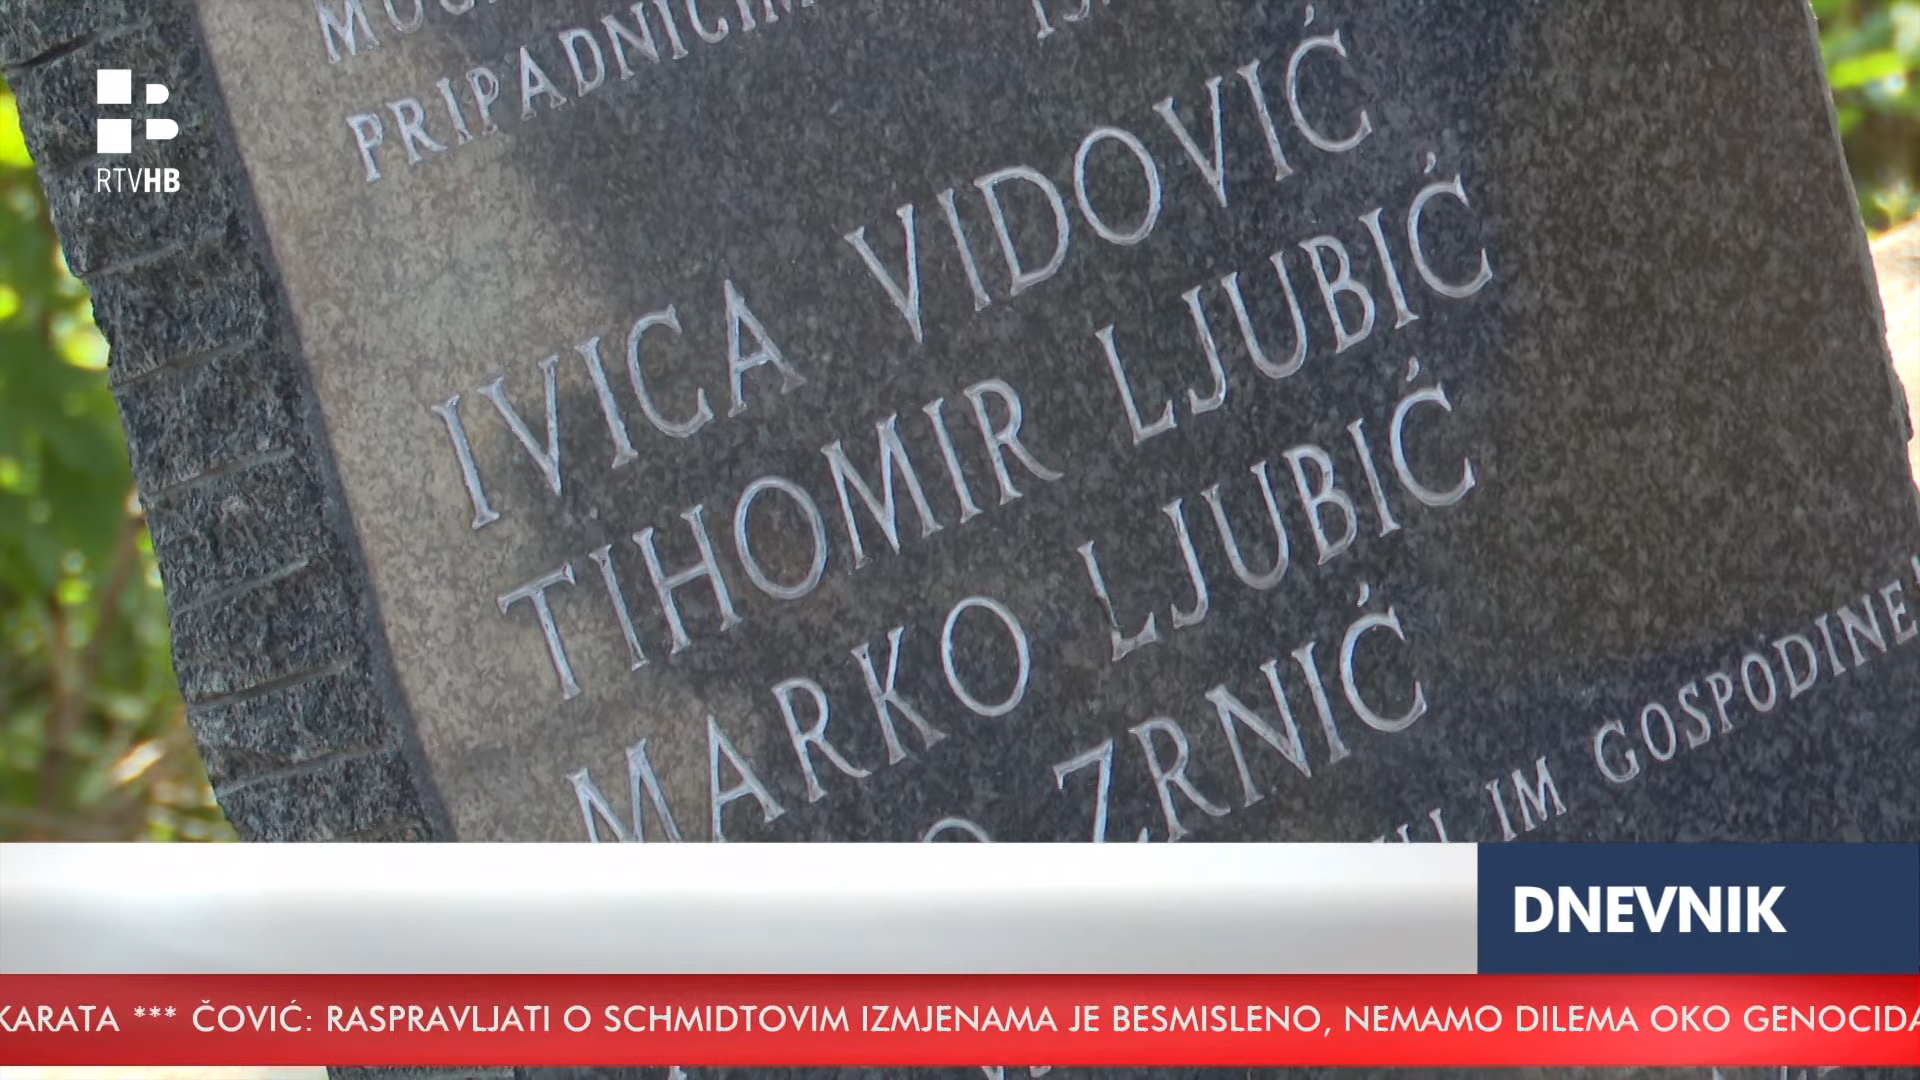 PRIPADNICIM
RTVHB
IVICA VIDOVIĆ
TIHOMIR LJUBIĆ
MARKO LJUBIĆ
ZRNIĆ
IM GOSPODINE!
DNEVNIK
KARATA *** ČOVIĆ: RASPRAVLJATI O SCHMIDTOVIM IZMJENAMA JE BESMISLENO, NEMAMO DILEMA OKO GENOCIDA